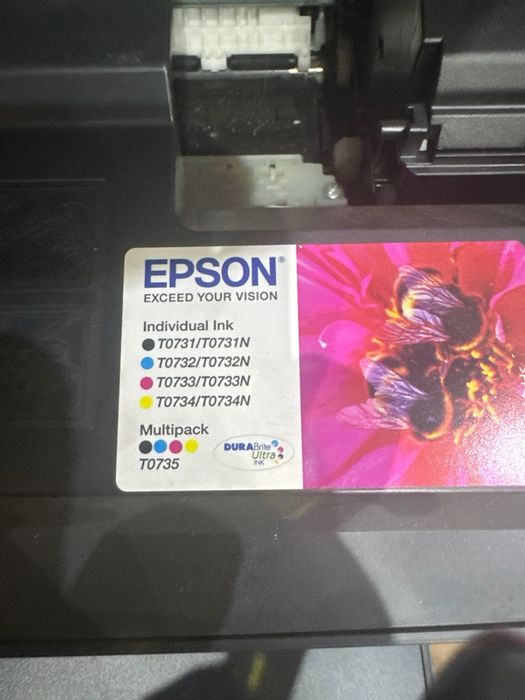 EPSON®
EXCEED YOUR VISION
Individual Ink
T0731/T0731N
T0732/T0732N
T0733/T0733N
T0734/T0734N
Multipack
T0735
DURABrite
Ultra
INK